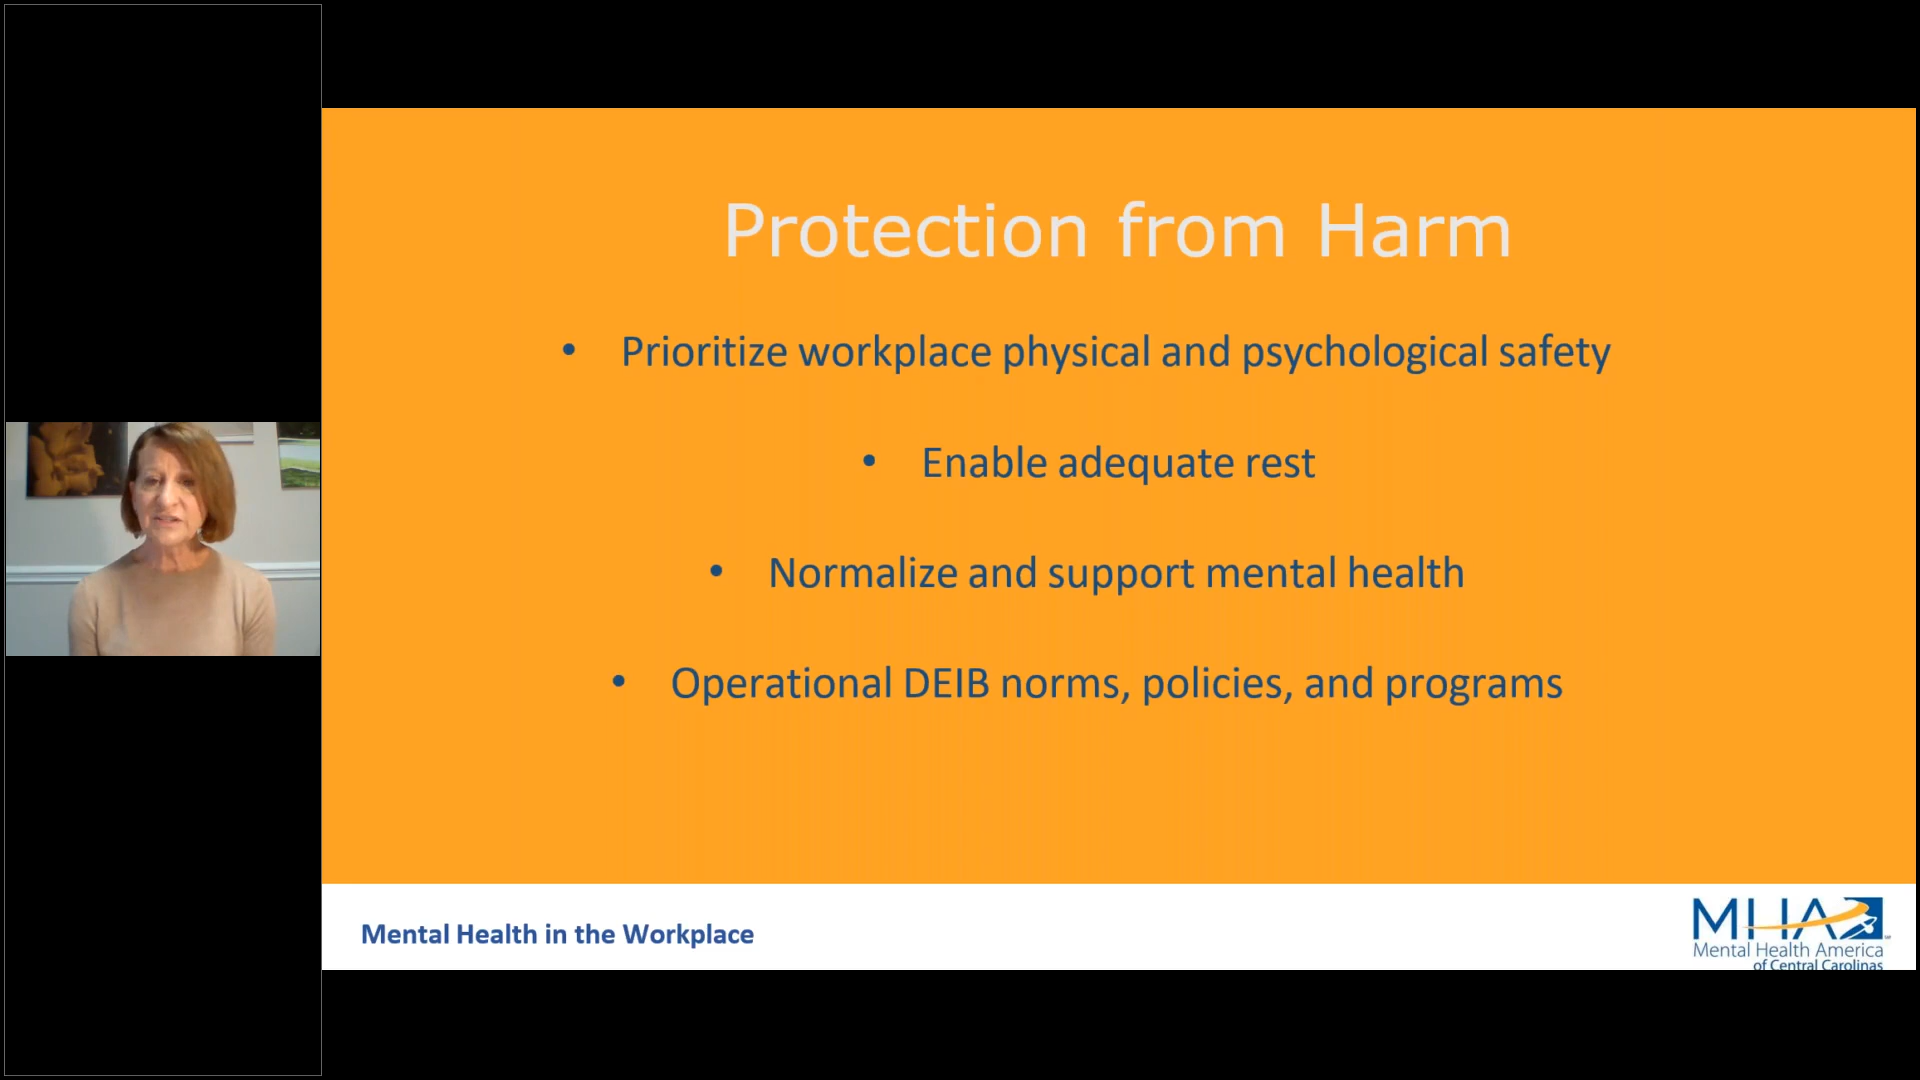 Protection from Harm
• Prioritize workplace physical and psychological safety
• Enable adequate rest
• Normalize and support mental health
• Operational DEIB norms, policies, and programs
Mental Health in the Workplace
MHA
Mental Health America
of Central Carolinas